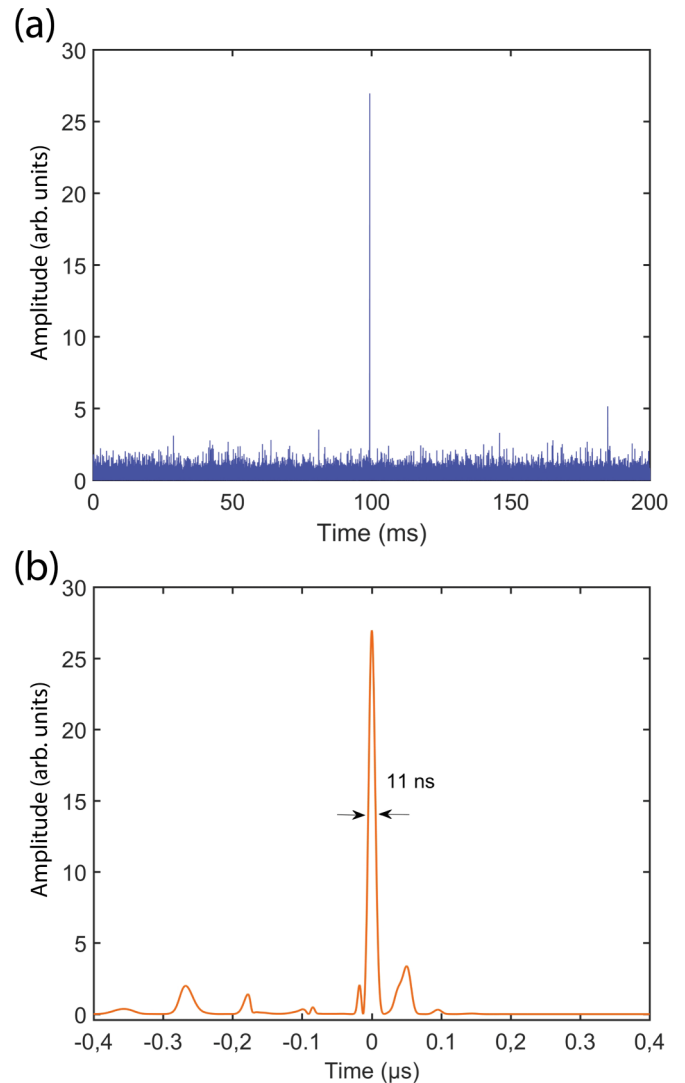 (a)
Amplitude (arb. units)
30
25
20
15
10
5
0
0 50 100 150 200
Time (ms)
(b)
Amplitude (arb. units)
30
25
20
15
10
5
0
11 ns
-0,4 -0.3 -0,2 -0.1 0 0.1 0,2 0.3 0,4
Time (µs)